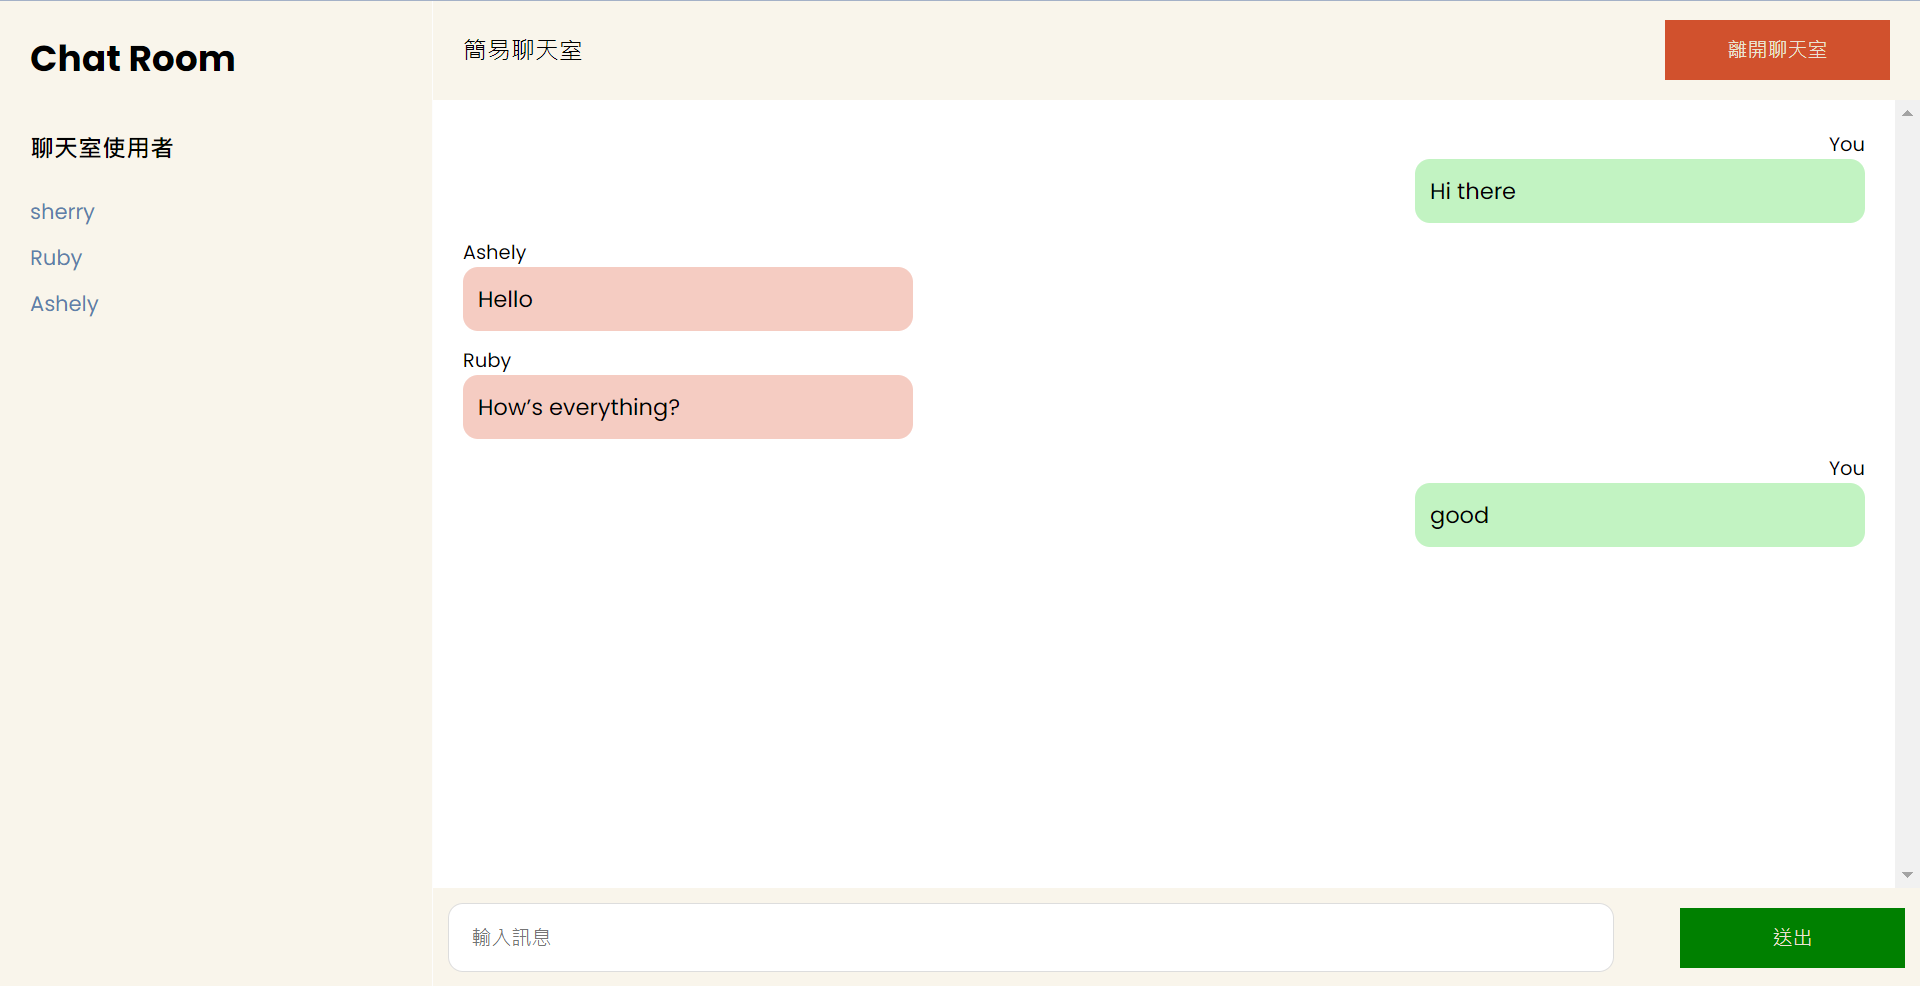 Chat Room
聊天室使用者
sherry
Ruby
Ashely
簡易聊天室
離開聊天室
You
Hi there
Ashely
Hello
Ruby
How’s everything?
You
good
輸入訊息
送出